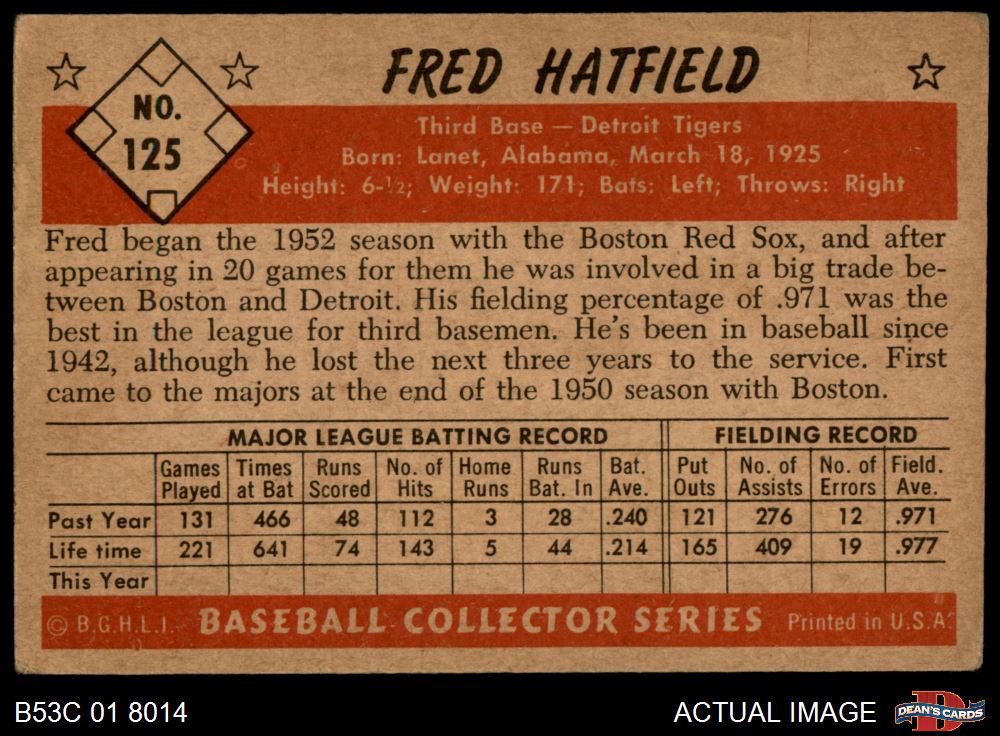 NO.
125
FRED HATFIELD
Third Base — Detroit Tigers
Born: Lanet, Alabama, March 18, 1925
Height: 6-½; Weight: 171; Bats: Left; Throws: Right
Fred began the 1952 season with the Boston Red Sox, and after
appearing in 20 games for them he was involved in a big trade be-
tween Boston and Detroit. His fielding percentage of .971 was the
best in the league for third basemen. He's been in baseball since
1942, although he lost the next three years to the service. First
came to the majors at the end of the 1950 season with Boston.
MAJOR LEAGUE BATTING RECORD FIELDING RECORD
Games Times Runs No. of Home Runs Bat. Put No. of No. of Field.
Played at Bat Scored Hits Runs Bat. In Ave. Outs Assists Errors Ave.
Past Year 131 466 48 112 3 28 .240 121 276 12 .971
Life time 221 641 74 143 5 44 .214 165 409 19 .977
This Year
© B.G.H.L.I. BASEBALL COLLECTOR SERIES Printed in U.S.A.
B53C 01 8014 ACTUAL IMAGE DEAN'S CARDS